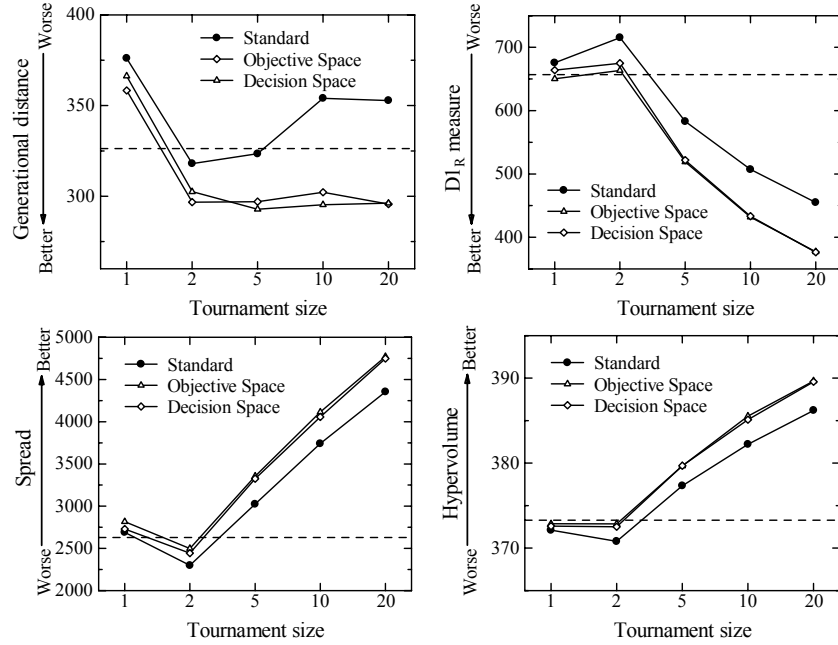 400
350
300
Generational distance
Worse
Better
Standard
Objective Space
Decision Space
1 2 5 10 20
Tournament size
700
600
500
400
D1R measure
Worse
Better
Standard
Objective Space
Decision Space
1 2 5 10 20
Tournament size
5000
4750
4500
3750
3500
3250
3000
2500
2000
Spread
Better
Worse
Standard
Objective Space
Decision Space
1 2 5 10 20
Tournament size
390
380
370
Hypervolume
Better
Worse
Standard
Objective Space
Decision Space
1 2 5 10 20
Tournament size